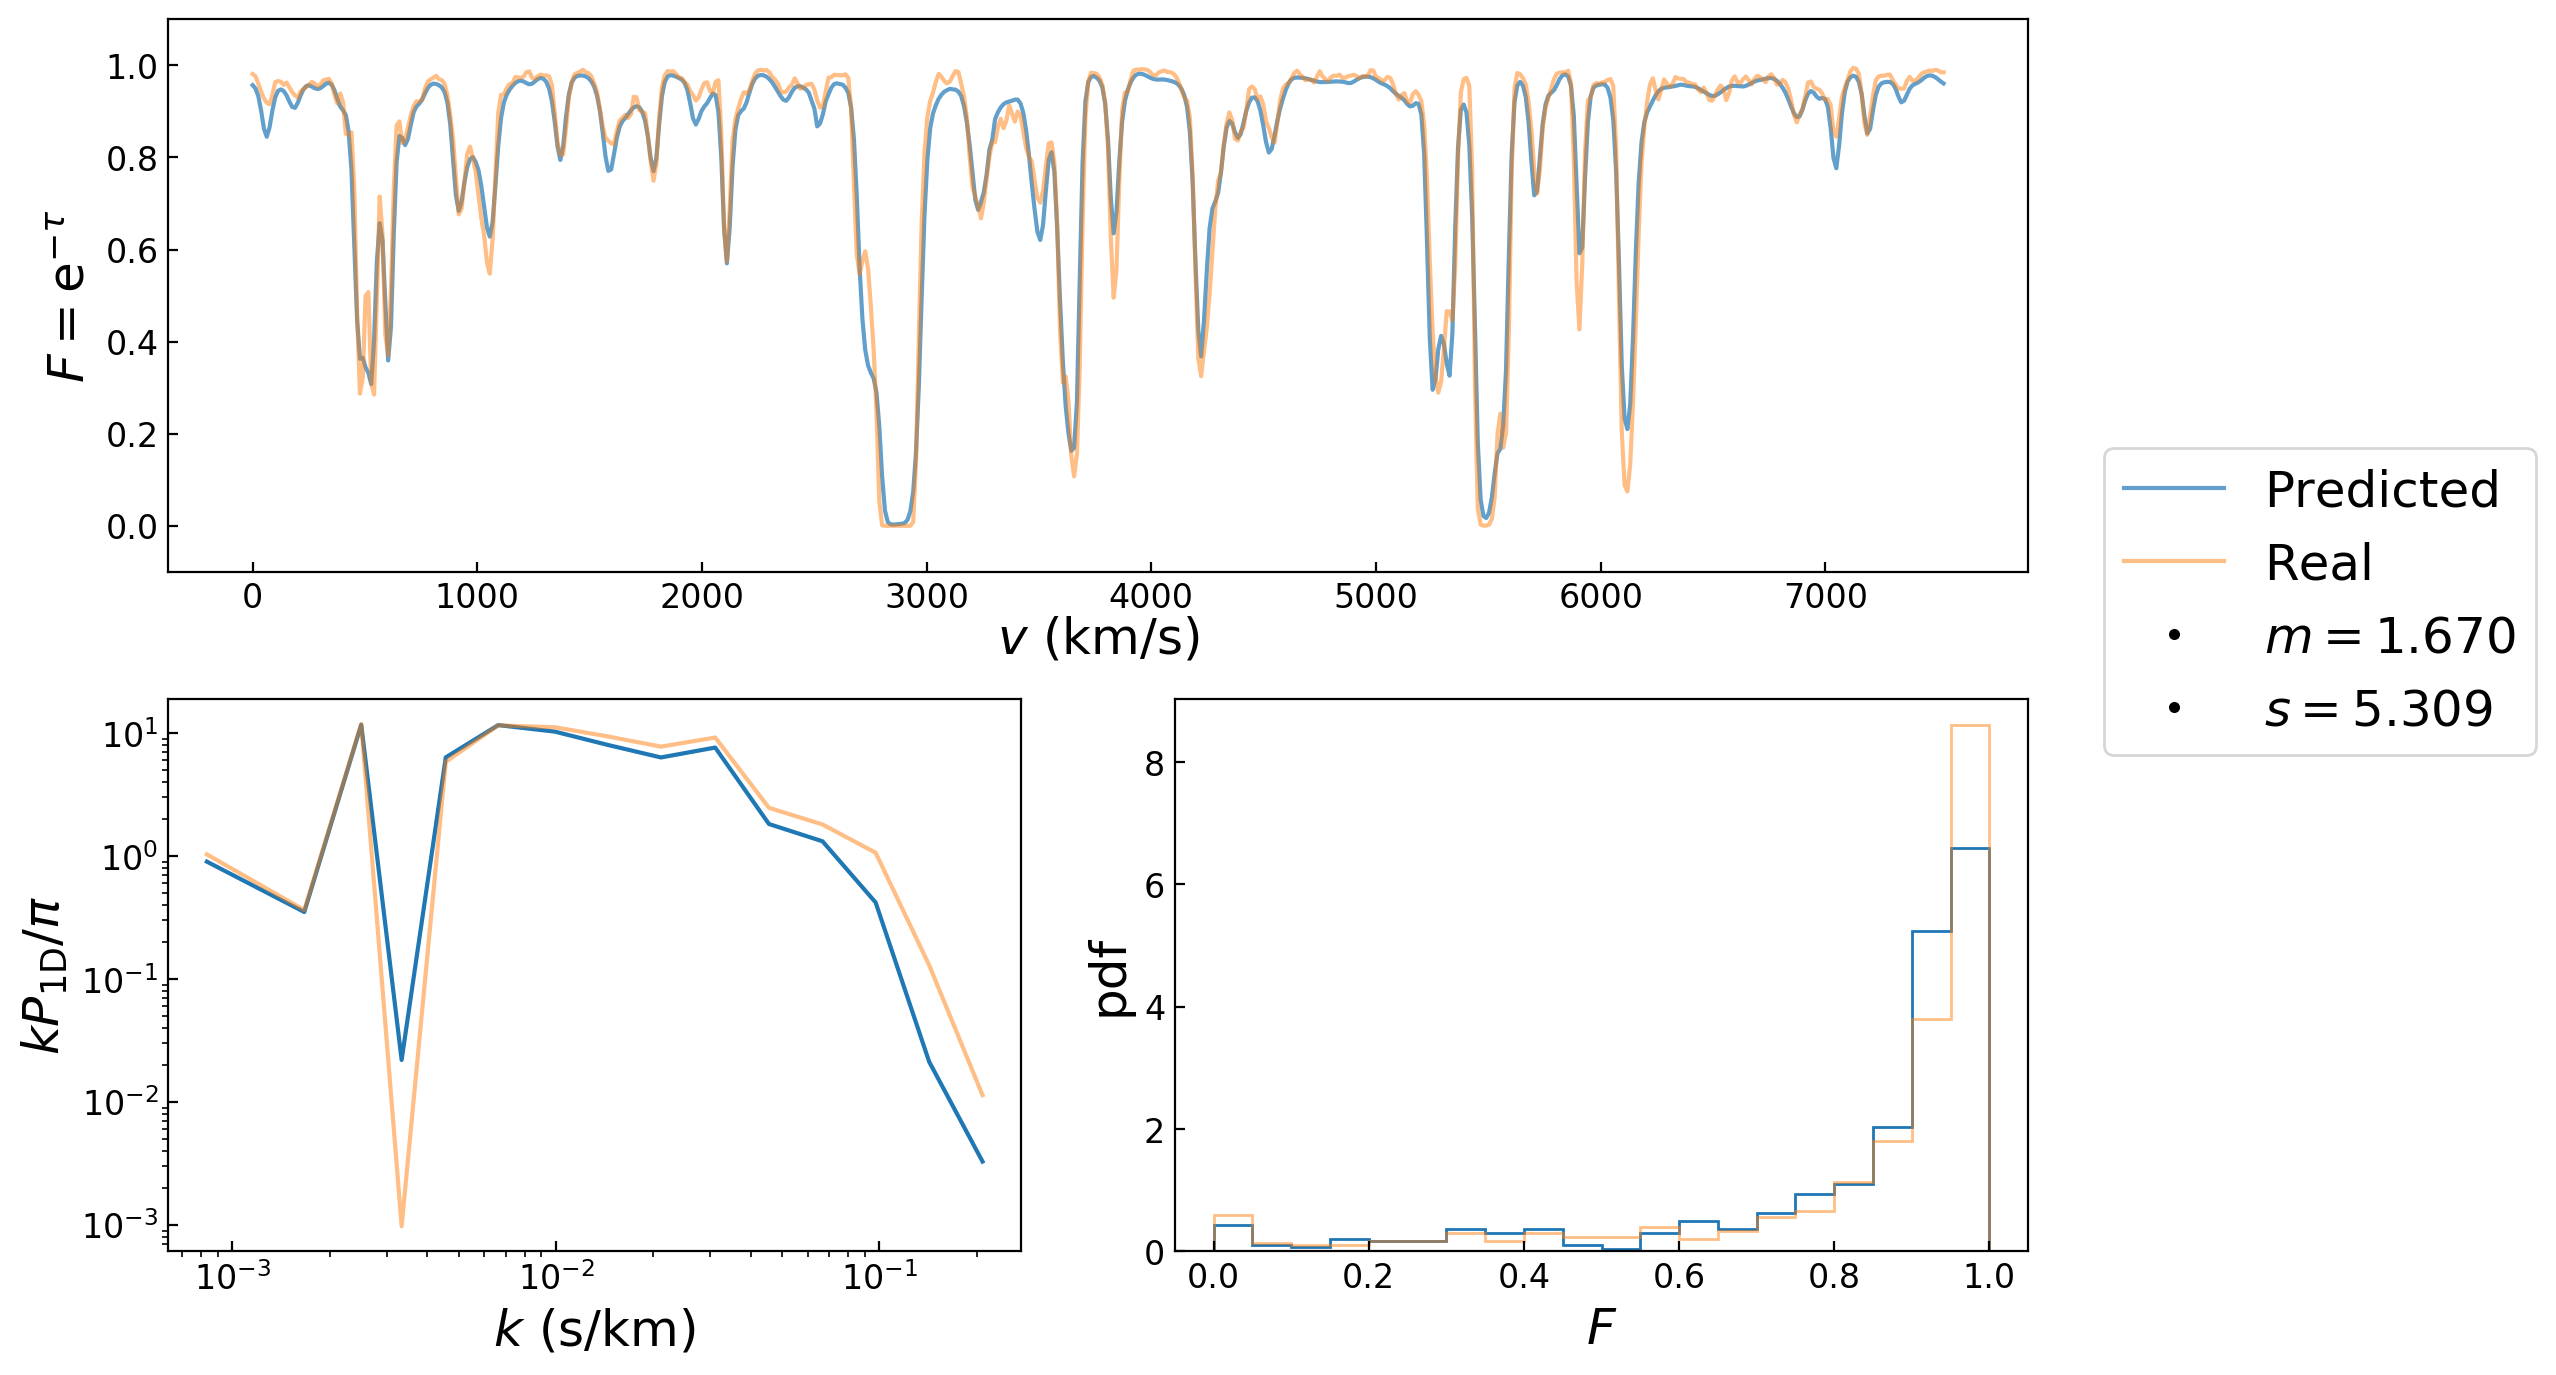 F = e^{−τ}
1.0
0.8
0.6
0.4
0.2
0.0
0 1000 2000 3000 4000 5000 6000 7000
v (km/s)
Predicted
Real
m = 1.670
s = 5.309
kP_{1D}/π
10^1
10^0
10^{−1}
10^{−2}
10^{−3}
10^{−3} 10^{−2} 10^{−1}
k (s/km)
pdf
8
6
4
2
0
0.0 0.2 0.4 0.6 0.8 1.0
F